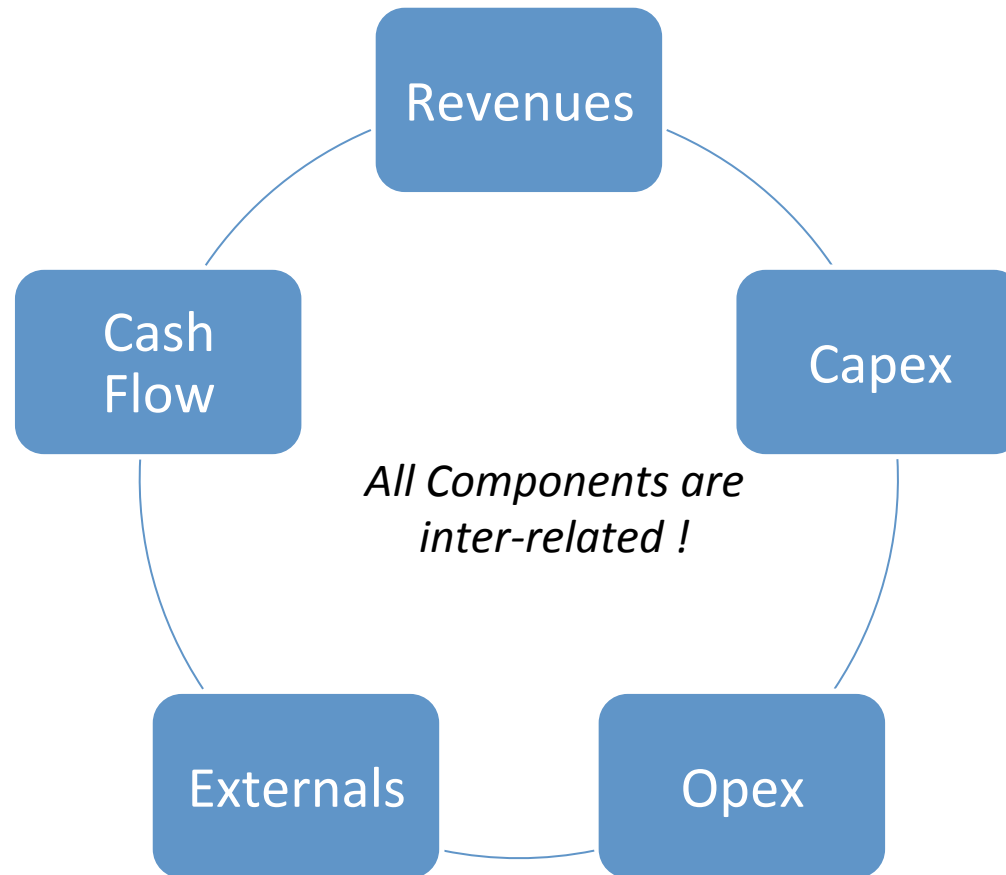 Revenues
Cash
Flow
Capex
All Components are
inter-related !
Externals
Opex